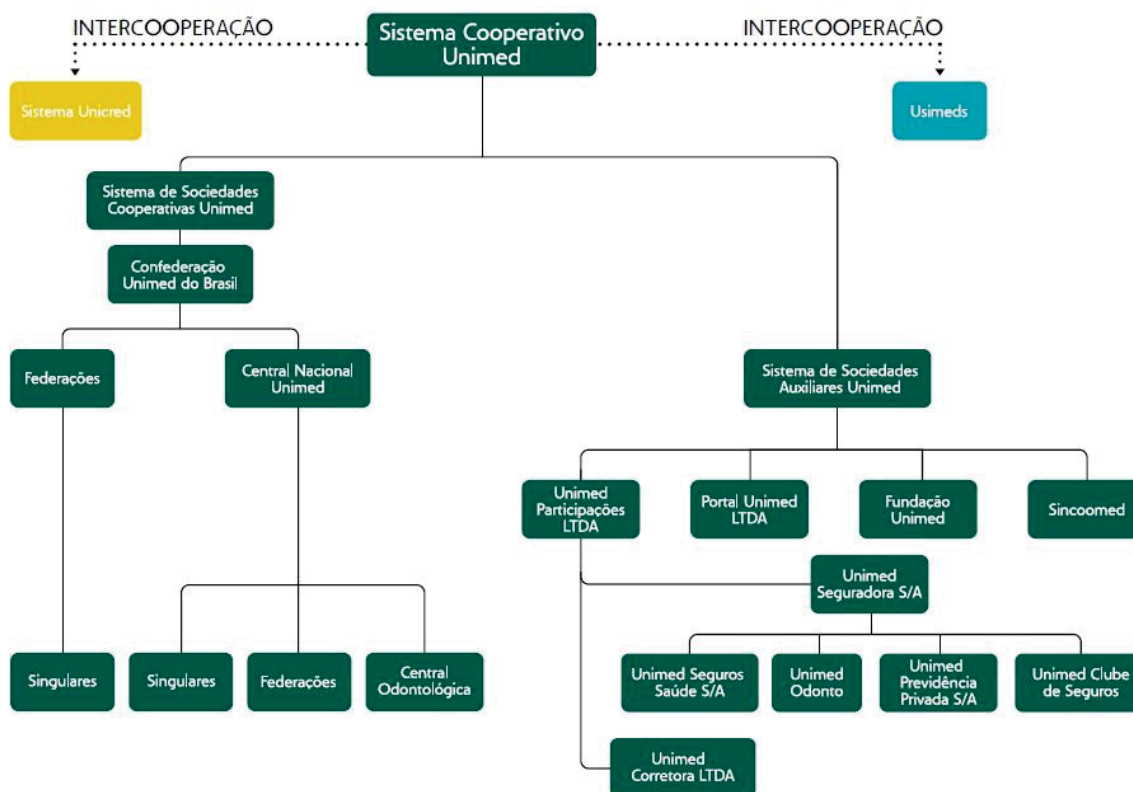 INTERCOOPERAÇÃO
Sistema Cooperativo
Unimed
INTERCOOPERAÇÃO
Sistema Unicred
Usimeds
Sistema de Sociedades
Cooperativas Unimed
Confederação
Unimed do Brasil
Federações
Central Nacional
Unimed
Sistema de Sociedades
Auxiliares Unimed
Unimed
Participações
LTDA
Portal Unimed
LTDA
Fundação
Unimed
Sincoomed
Unimed
Seguradora S/A
Singulares
Singulares
Federações
Central
Odontológica
Unimed Seguros
Saúde S/A
Unimed
Odonto
Unimed
Previdência
Privada S/A
Unimed Clube
de Seguros
Unimed
Corretora LTDA